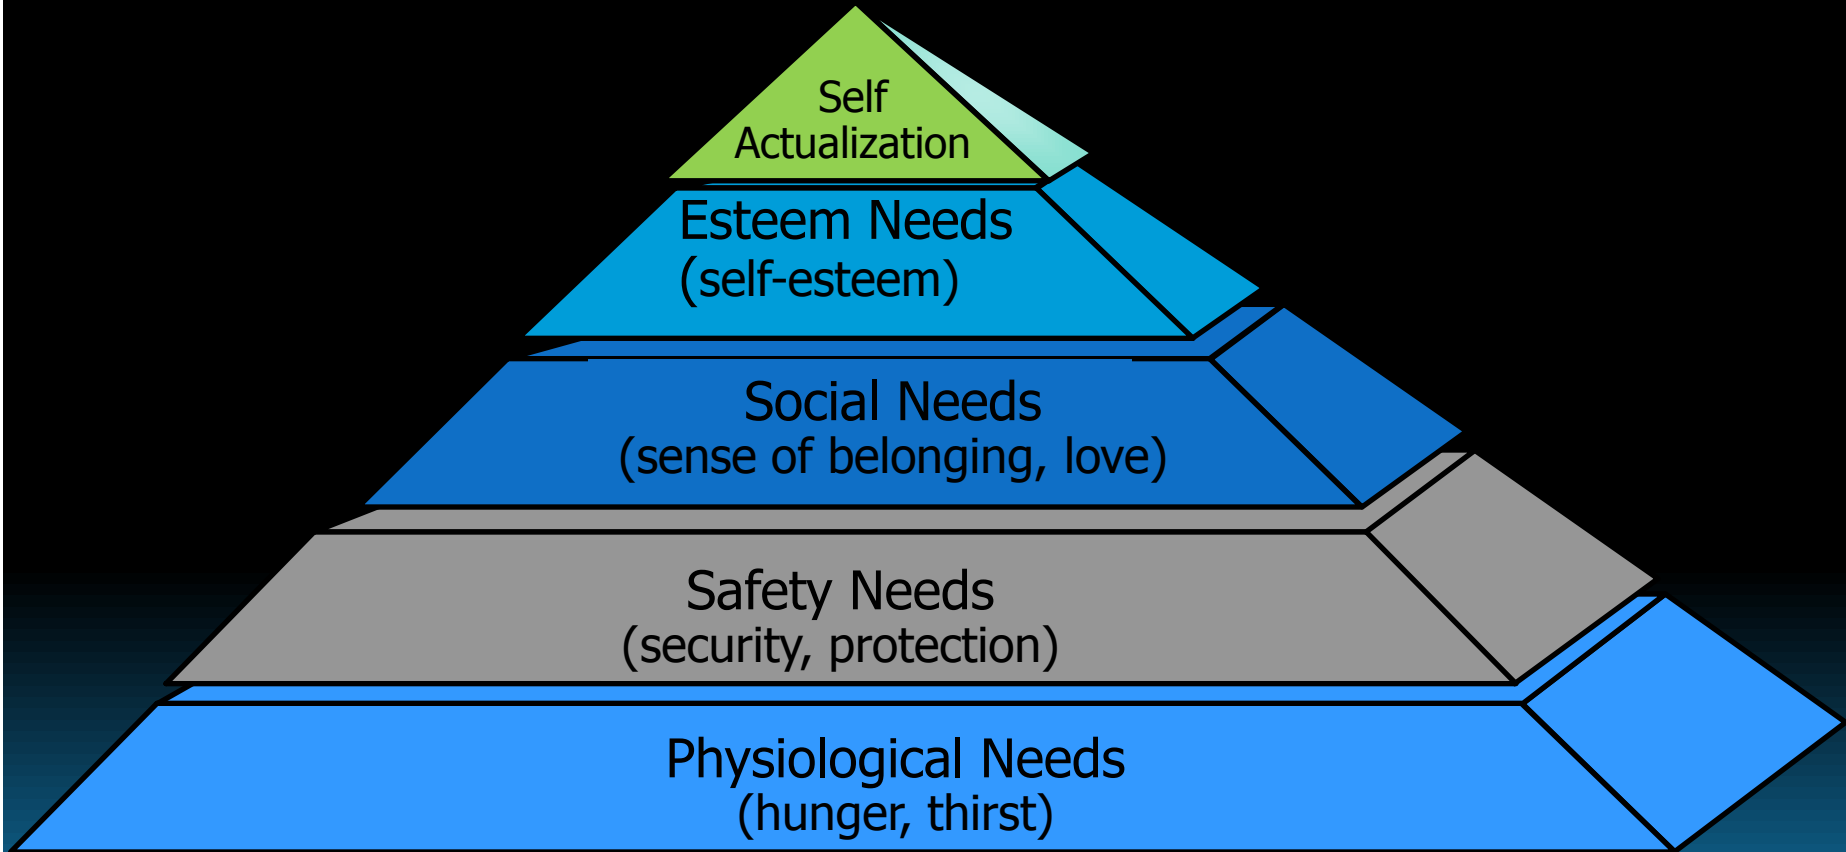 Self
Actualization
Esteem Needs
(self-esteem)
Social Needs
(sense of belonging, love)
Safety Needs
(security, protection)
Physiological Needs
(hunger, thirst)